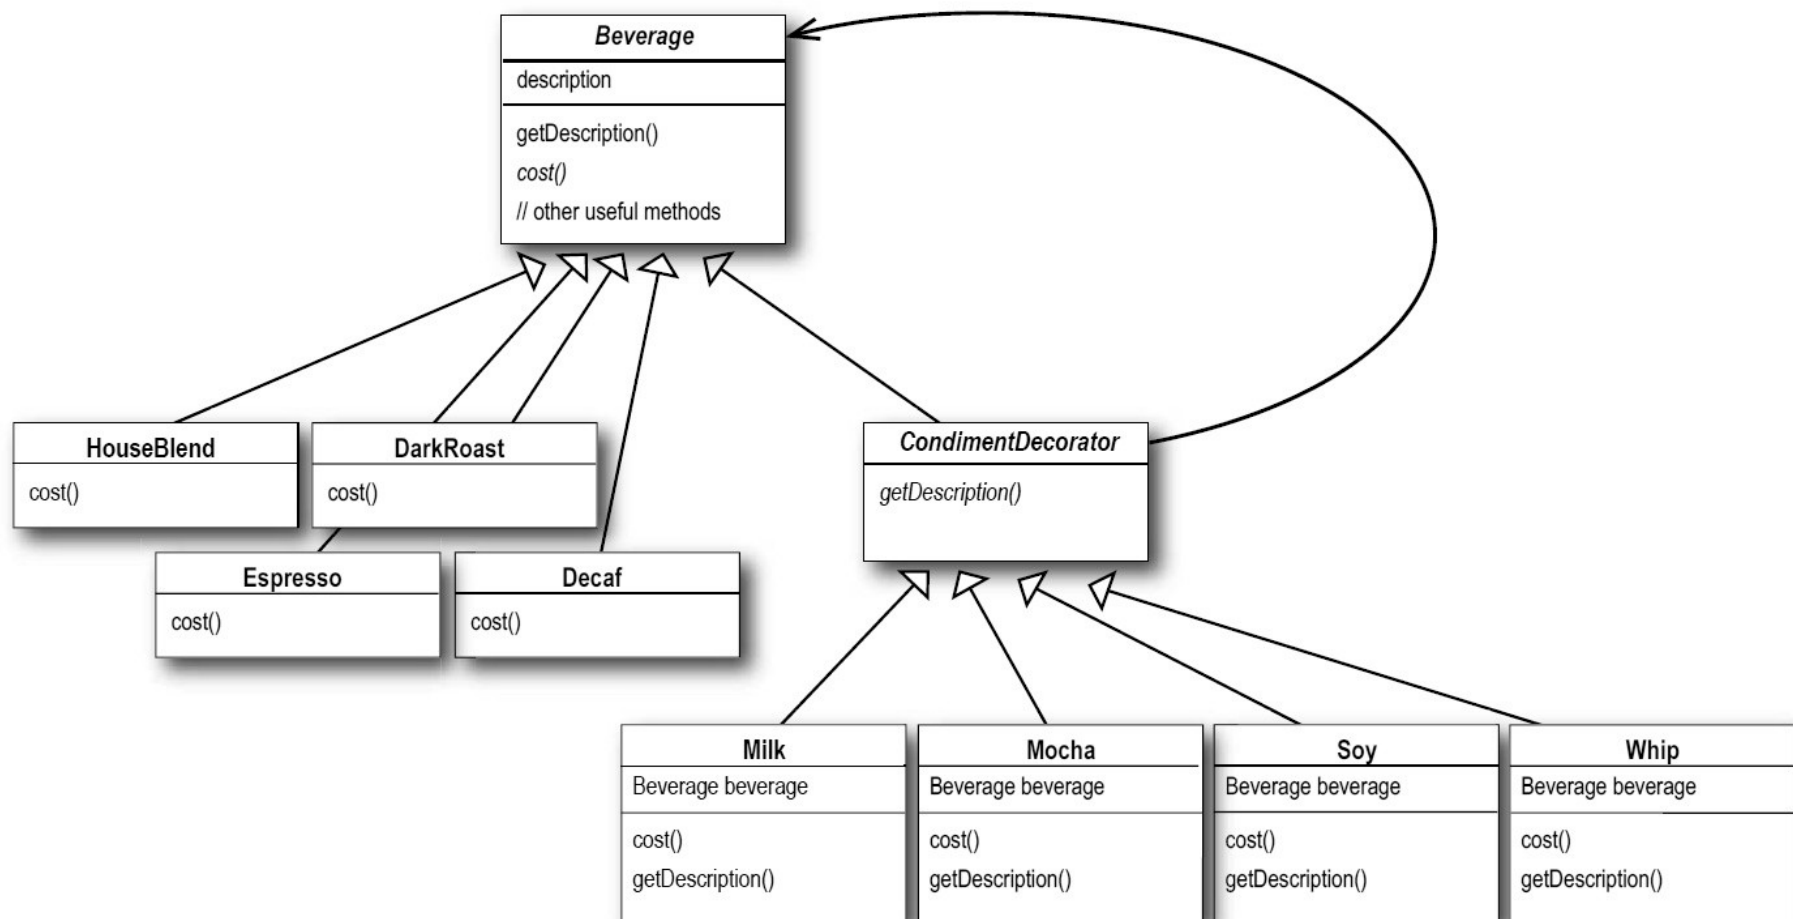 Beverage
description
getDescription()
cost()
// other useful methods
HouseBlend
cost()
DarkRoast
cost()
CondimentDecorator
getDescription()
Espresso
cost()
Decaf
cost()
Milk
Beverage beverage
cost()
getDescription()
Mocha
Beverage beverage
cost()
getDescription()
Soy
Beverage beverage
cost()
getDescription()
Whip
Beverage beverage
cost()
getDescription()